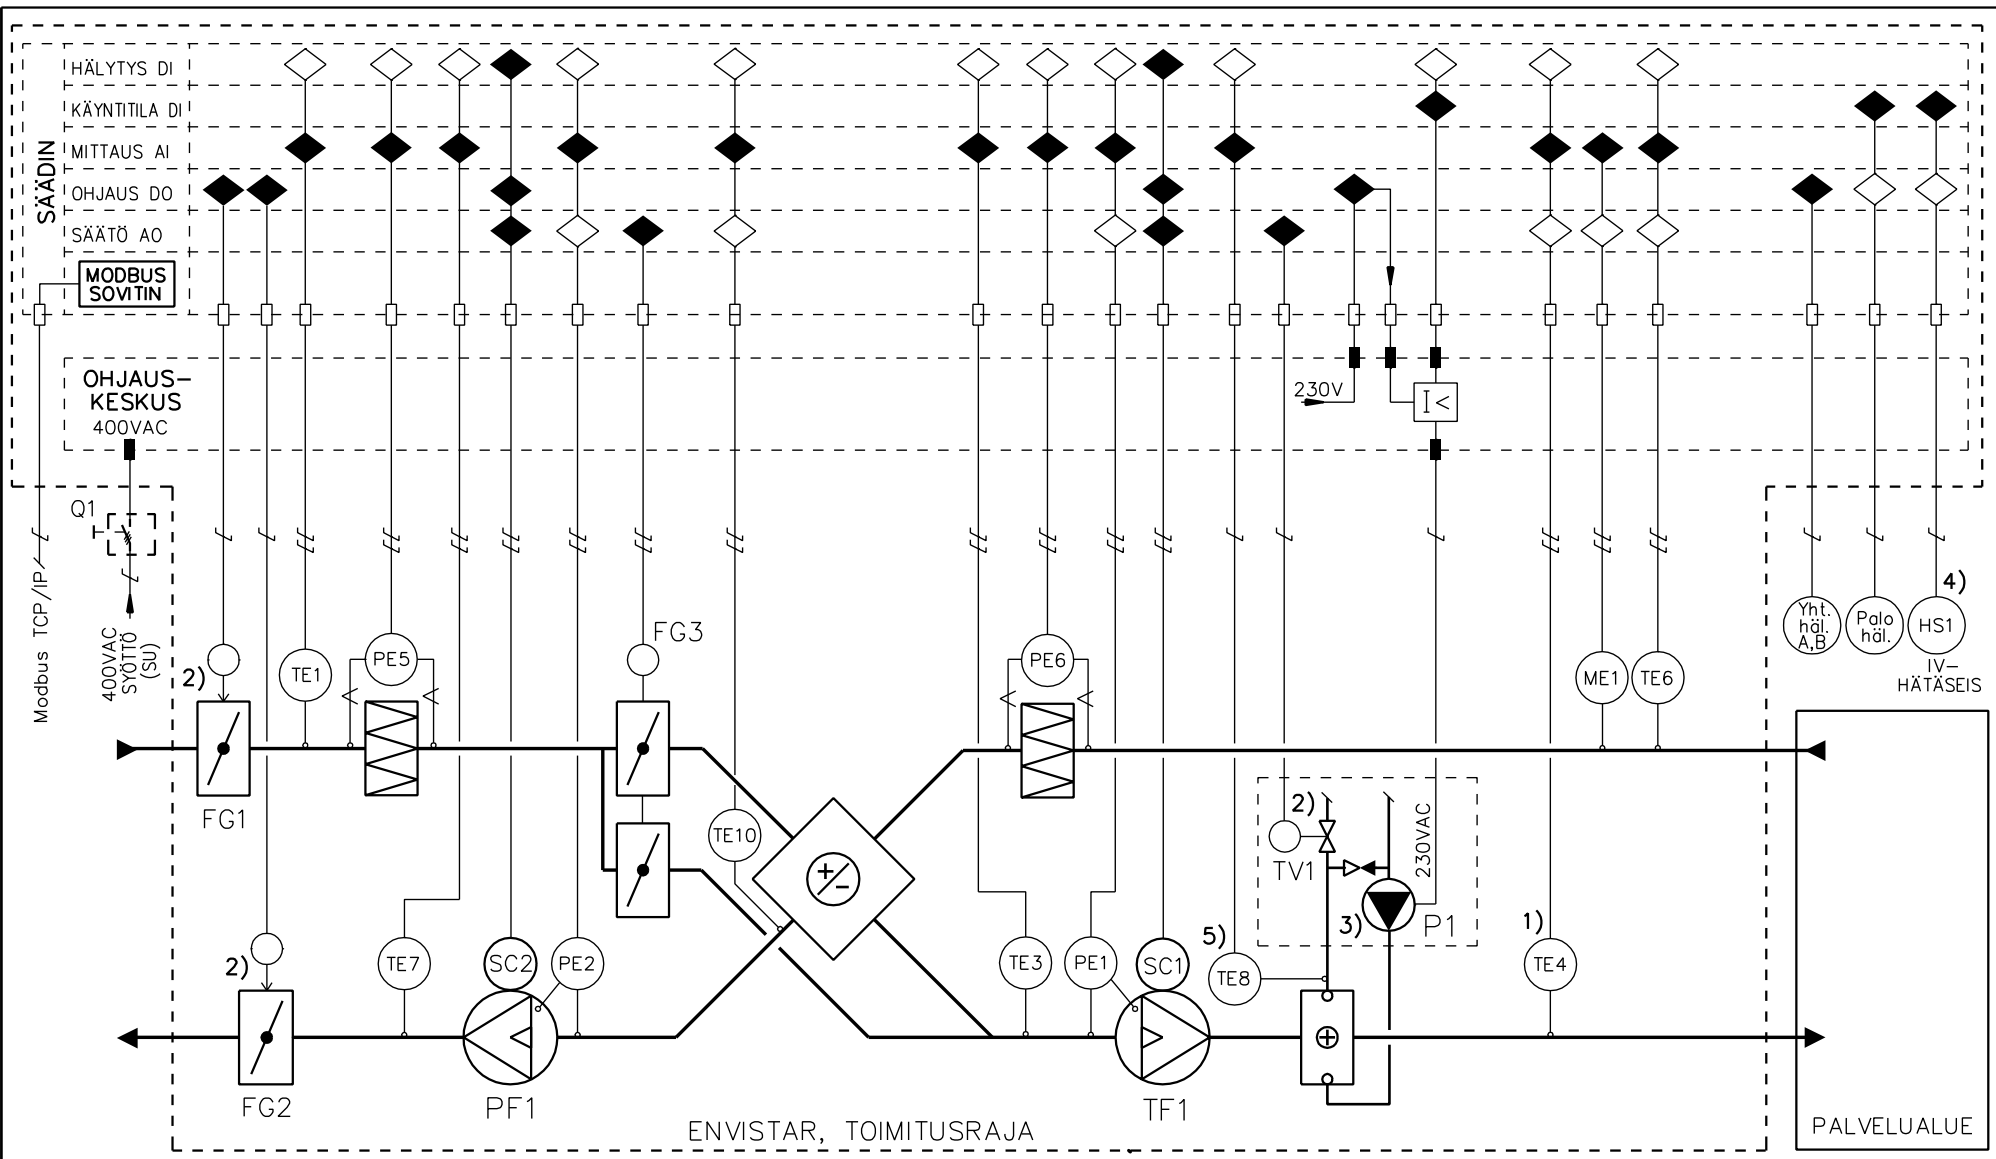 SÄÄDIN
HÄLYTYS DI
KÄYNTITILA DI
MITTAUS AI
OHJAUS DO
SÄÄTÖ AO
MODBUS
SOVITIN
OHJAUS-
KESKUS
400VAC
230V
I<
Q1
Modbus TCP/IP
400VAC
SYÖTTÖ
(SU)
2)
FG1
TE1
PE5
FG3
TE10
PE6
ME1
TE6
Yht.
häl.
A,B
Palo
häl.
4)
HS1
IV-
HÄTÄSEIS
2)
FG2
TE7
SC2
PE2
PF1
+/-
TE3
PE1
SC1
TF1
5)
TE8
2)
TV1
230VAC
3)
P1
+
1)
TE4
ENVISTAR, TOIMITUSRAJA
PALVELUALUE